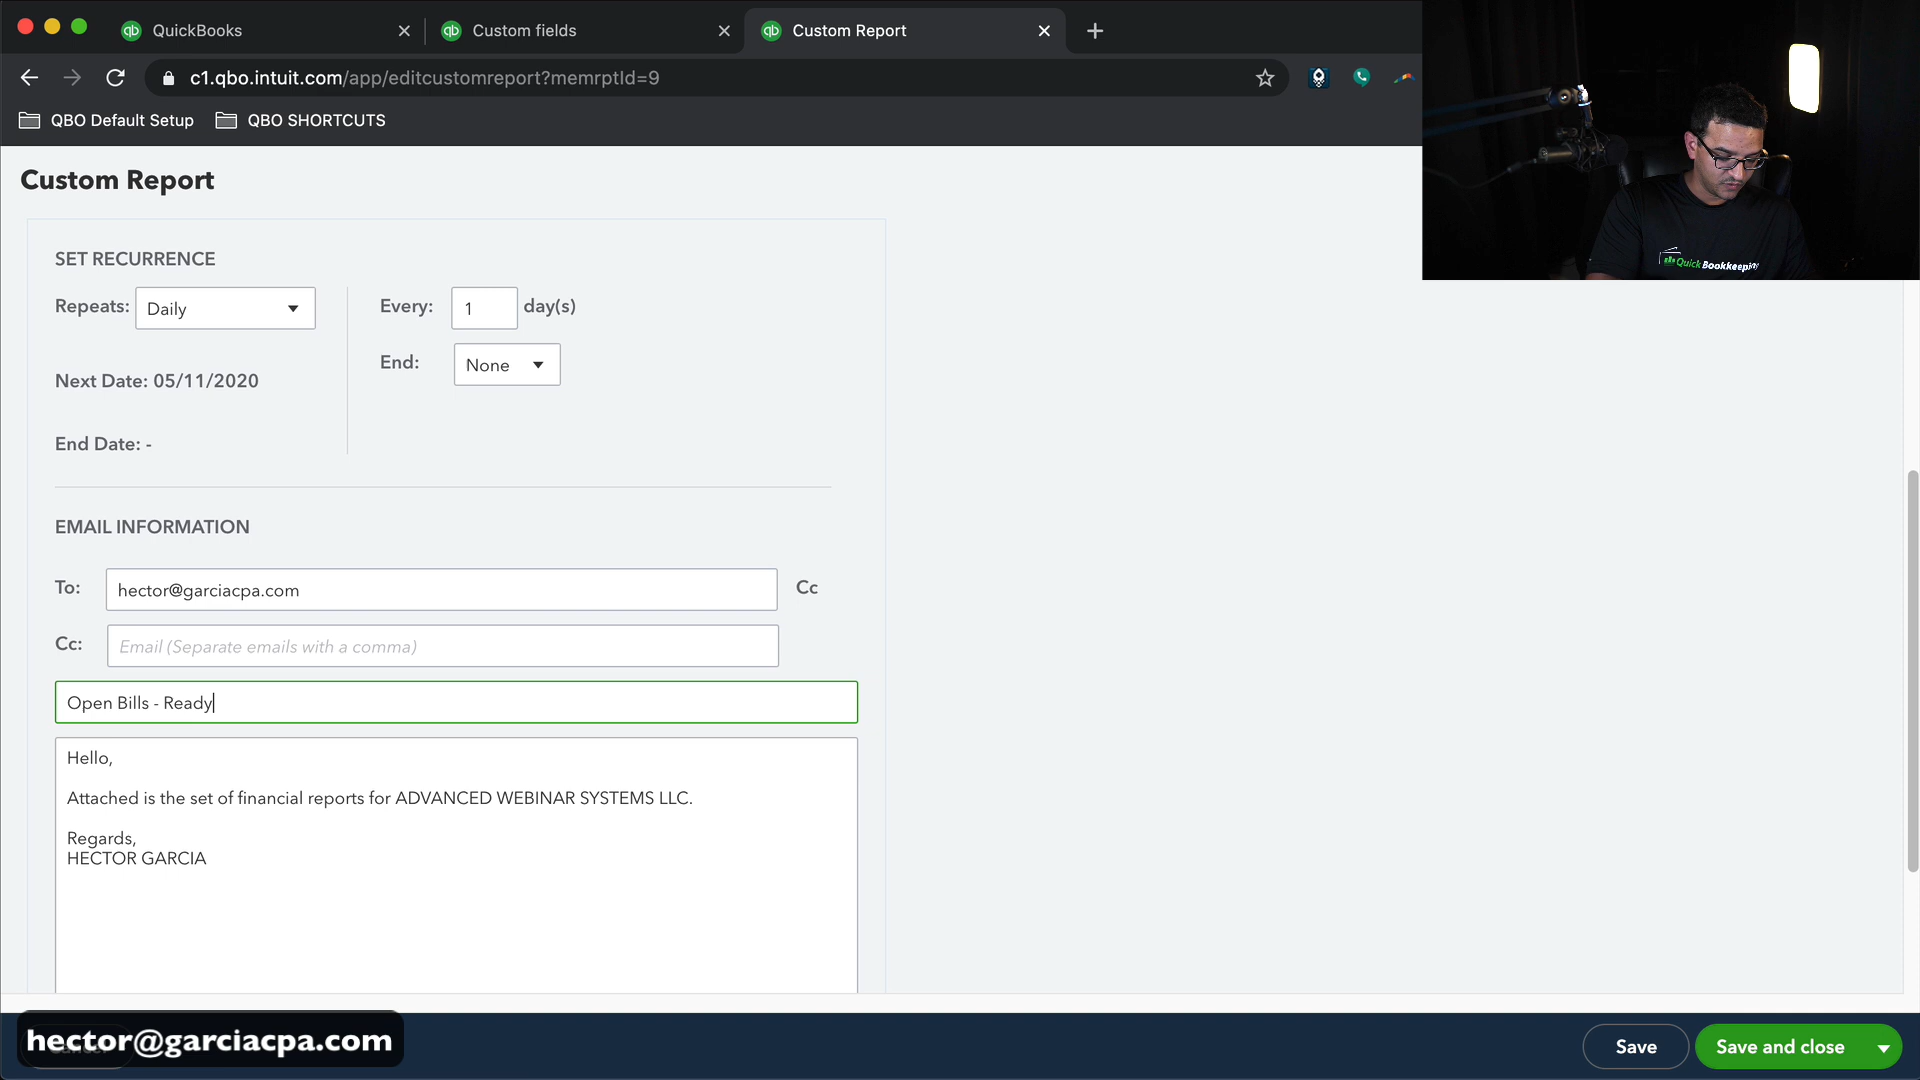 QuickBooks
Custom fields
Custom Report
c1.qbo.intuit.com/app/editcustomreport?memrptId=9
QBO Default Setup
QBO SHORTCUTS
Custom Report
SET RECURRENCE
Repeats: Daily
Every: 1 day(s)
End: None
Next Date: 05/11/2020
End Date: -
EMAIL INFORMATION
To: hector@garciacpa.com Cc
Cc: Email (Separate emails with a comma)
Open Bills - Ready
Hello,
Attached is the set of financial reports for ADVANCED WEBINAR SYSTEMS LLC.
Regards,
HECTOR GARCIA
hector@garciacpa.com
Save
Save and close
Quick Bookkeeping